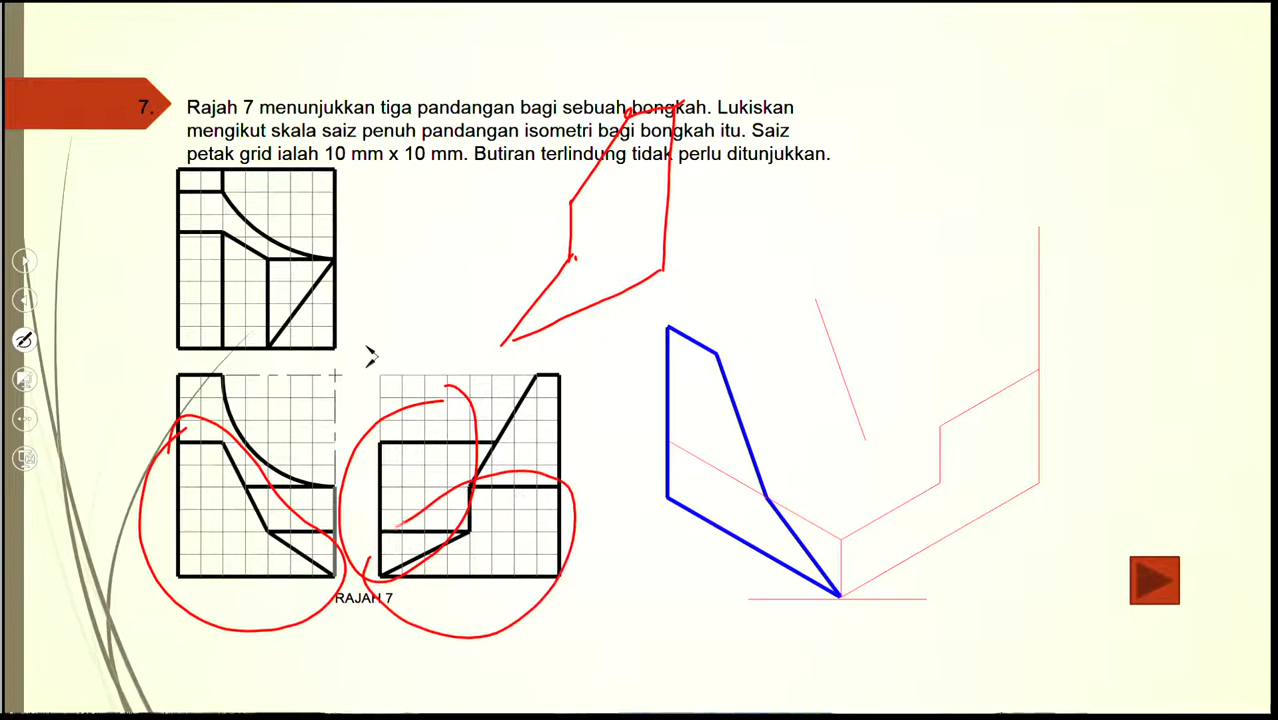 7. Rajah 7 menunjukkan tiga pandangan bagi sebuah bongkah. Lukiskan
mengikut skala saiz penuh pandangan isometri bagi bongkah itu. Saiz
petak grid ialah 10 mm x 10 mm. Butiran terlindung tidak perlu ditunjukkan.
RAJAH 7